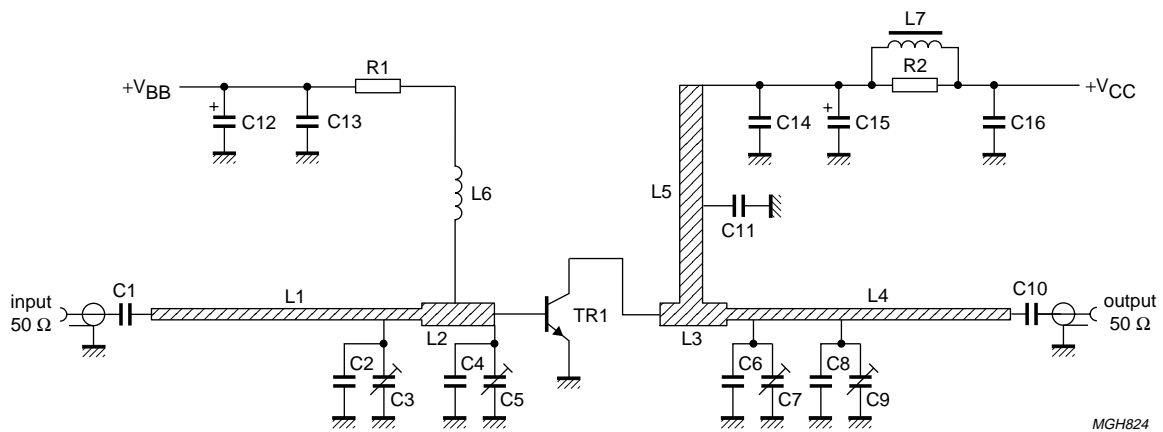 L7
R1
R2
+VBB
+VCC
+
C12
C13
C14
+
C15
C16
L6
L5
C11
input
50 Ω
C1
L1
L2
TR1
L3
L4
C10
output
50 Ω
C2
C3
C4
C5
C6
C7
C8
C9
MGH824